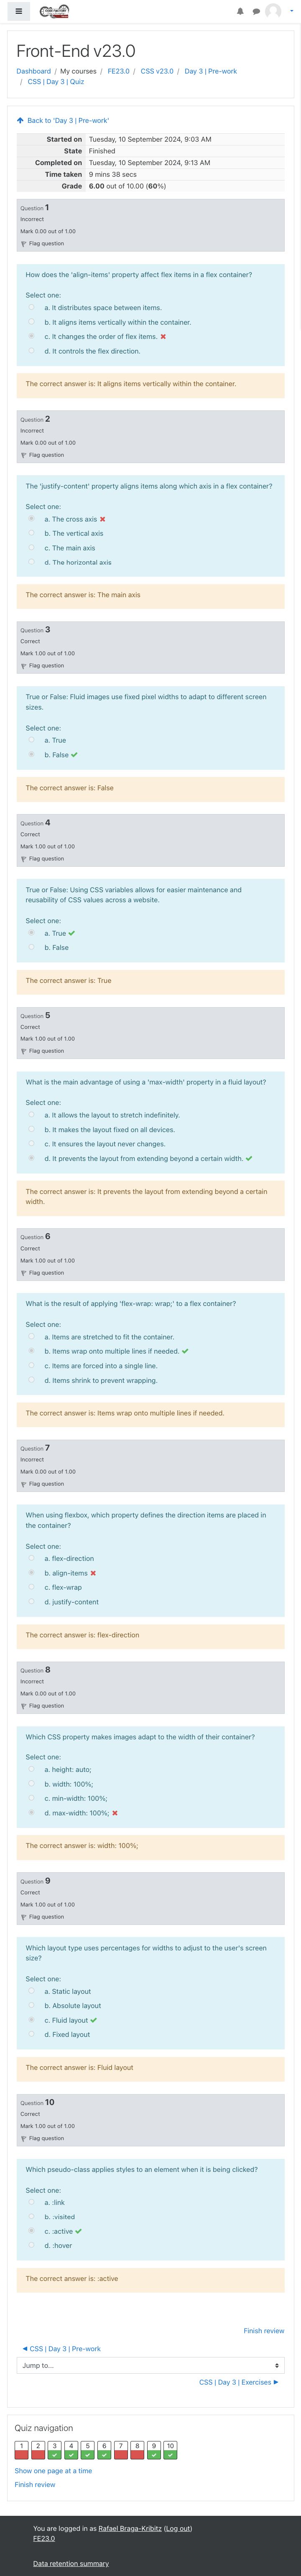 Front-End v23.0
Dashboard / My courses / FE23.0 / CSS v23.0 / Day 3 | Pre-work
/ CSS | Day 3 | Quiz
Back to 'Day 3 | Pre-work'
Started on Tuesday, 10 September 2024, 9:03 AM
State Finished
Completed on Tuesday, 10 September 2024, 9:13 AM
Time taken 9 mins 38 secs
Grade 6.00 out of 10.00 (60%)
Question 1
Incorrect
Mark 0.00 out of 1.00
Flag question
How does the 'align-items' property affect flex items in a flex container?
Select one:
a. It distributes space between items.
b. It aligns items vertically within the container.
c. It changes the order of flex items.
d. It controls the flex direction.
The correct answer is: It aligns items vertically within the container.
Question 2
Incorrect
Mark 0.00 out of 1.00
Flag question
The 'justify-content' property aligns items along which axis in a flex container?
Select one:
a. The cross axis
b. The vertical axis
c. The main axis
d. The horizontal axis
The correct answer is: The main axis
Question 3
Correct
Mark 1.00 out of 1.00
Flag question
True or False: Fluid images use fixed pixel widths to adapt to different screen
sizes.
Select one:
a. True
b. False
The correct answer is: False
Question 4
Correct
Mark 1.00 out of 1.00
Flag question
True or False: Using CSS variables allows for easier maintenance and
reusability of CSS values across a website.
Select one:
a. True
b. False
The correct answer is: True
Question 5
Correct
Mark 1.00 out of 1.00
Flag question
What is the main advantage of using a 'max-width' property in a fluid layout?
Select one:
a. It allows the layout to stretch indefinitely.
b. It makes the layout fixed on all devices.
c. It ensures the layout never changes.
d. It prevents the layout from extending beyond a certain width.
The correct answer is: It prevents the layout from extending beyond a certain
width.
Question 6
Correct
Mark 1.00 out of 1.00
Flag question
What is the result of applying 'flex-wrap: wrap;' to a flex container?
Select one:
a. Items are stretched to fit the container.
b. Items wrap onto multiple lines if needed.
c. Items are forced into a single line.
d. Items shrink to prevent wrapping.
The correct answer is: Items wrap onto multiple lines if needed.
Question 7
Incorrect
Mark 0.00 out of 1.00
Flag question
When using flexbox, which property defines the direction items are placed in
the container?
Select one:
a. flex-direction
b. align-items
c. flex-wrap
d. justify-content
The correct answer is: flex-direction
Question 8
Incorrect
Mark 0.00 out of 1.00
Flag question
Which CSS property makes images adapt to the width of their container?
Select one:
a. height: auto;
b. width: 100%;
c. min-width: 100%;
d. max-width: 100%;
The correct answer is: width: 100%;
Question 9
Correct
Mark 1.00 out of 1.00
Flag question
Which layout type uses percentages for widths to adjust to the user's screen
size?
Select one:
a. Static layout
b. Absolute layout
c. Fluid layout
d. Fixed layout
The correct answer is: Fluid layout
Question 10
Correct
Mark 1.00 out of 1.00
Flag question
Which pseudo-class applies styles to an element when it is being clicked?
Select one:
a. :link
b. :visited
c. :active
d. :hover
The correct answer is: :active
Finish review
◄ CSS | Day 3 | Pre-work
Jump to...
CSS | Day 3 | Exercises ►
Quiz navigation
1 2 3 4 5 6 7 8 9 10
Show one page at a time
Finish review
You are logged in as Rafael Braga-Kribitz (Log out)
FE23.0
Data retention summary